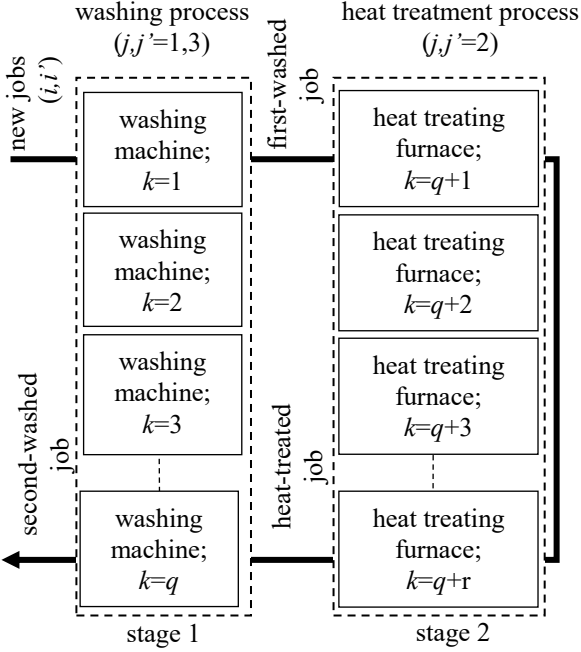 washing process
(j,j’=1,3)
heat treatment process
(j,j’=2)
new jobs
(i,i’)
first-washed
job
washing
machine;
k=1
heat treating
furnace;
k=q+1
washing
machine;
k=2
heat treating
furnace;
k=q+2
washing
machine;
k=3
heat treating
furnace;
k=q+3
second-washed
job
heat-treated
job
washing
machine;
k=q
heat treating
furnace;
k=q+r
stage 1
stage 2